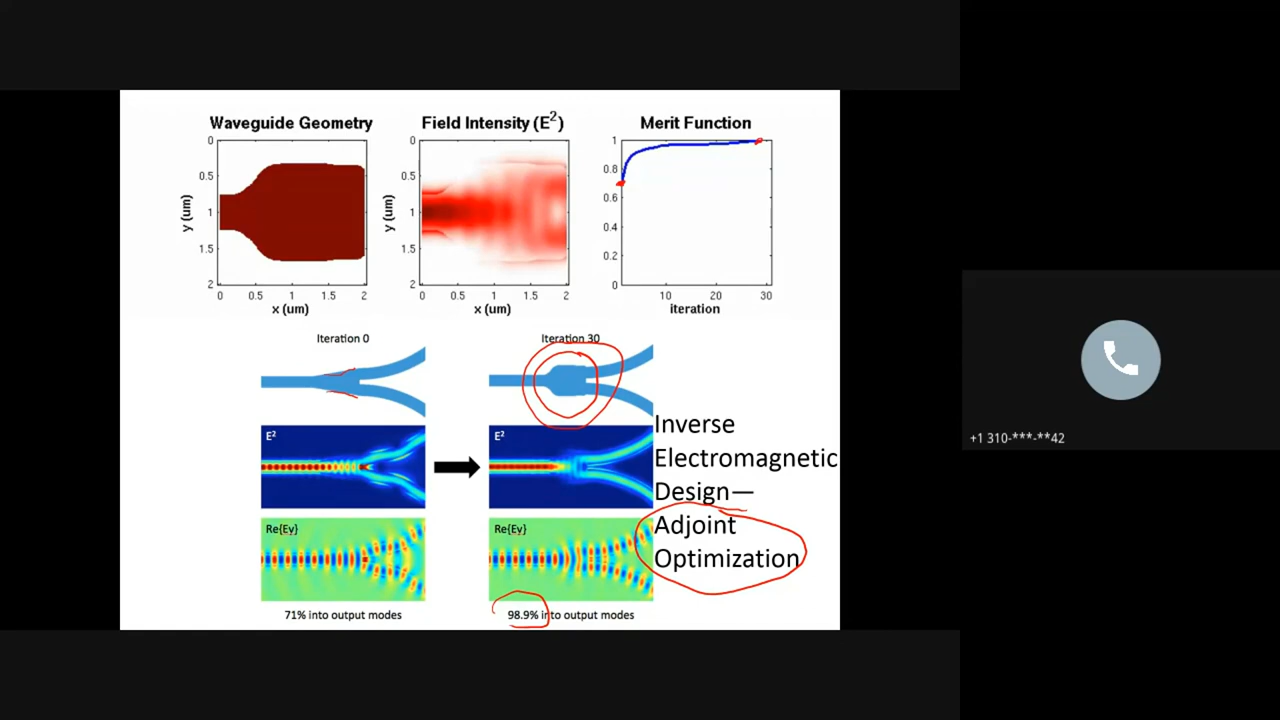 Waveguide Geometry
Field Intensity (E2)
Merit Function
0
0.5
1
1.5
2
y (um)
0
0.5
1
1.5
2
x (um)
0
0.5
1
1.5
2
y (um)
0
0.5
1
1.5
2
x (um)
1
0.8
0.6
0.4
0.2
0
10
20
30
iteration
Iteration 0
Iteration 30
E2
E2
Re{Ey}
Re{Ey}
71% into output modes
98.9% into output modes
Inverse
Electromagnetic
Design—
Adjoint
Optimization
+1 310-***-**42